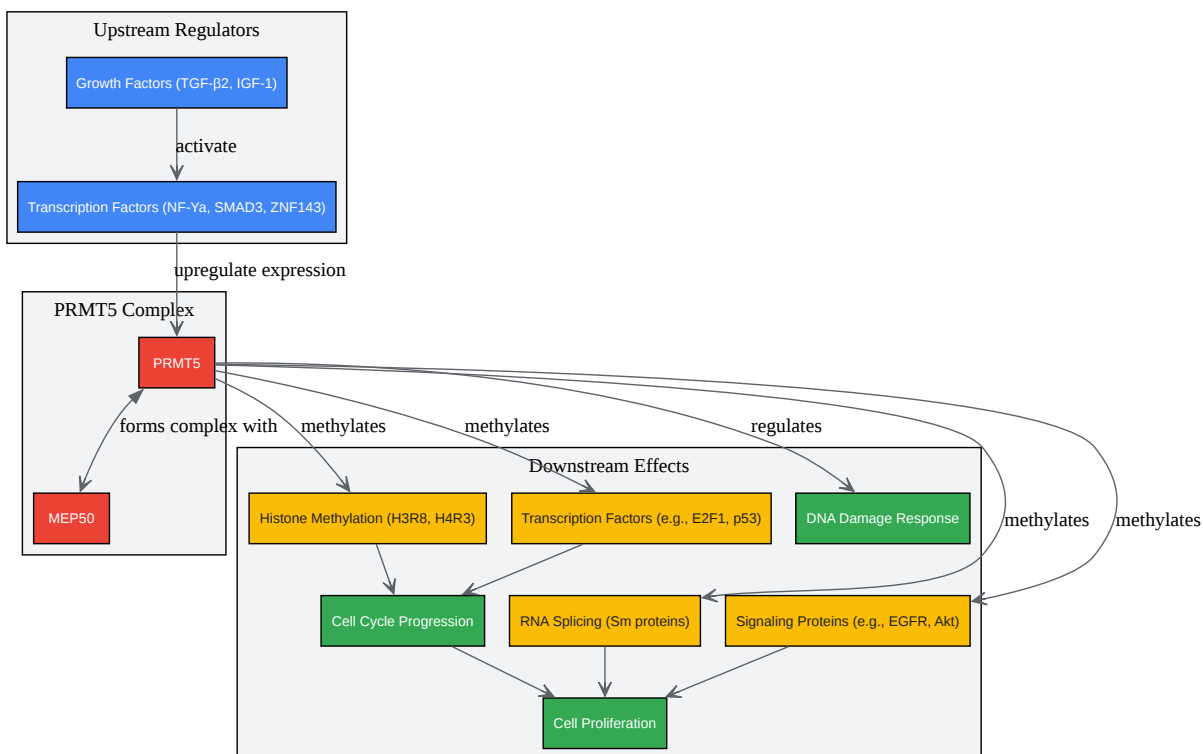 Upstream Regulators
Growth Factors (TGF-β2, IGF-1)
activate
Transcription Factors (NF-Ya, SMAD3, ZNF143)
upregulate expression
PRMT5 Complex
PRMT5
forms complex with
methylates
methylates
regulates
Downstream Effects
MEP50
Histone Methylation (H3R8, H4R3)
Transcription Factors (e.g., E2F1, p53)
DNA Damage Response
methylates
methylates
Cell Cycle Progression
RNA Splicing (Sm proteins)
Signaling Proteins (e.g., EGFR, Akt)
Cell Proliferation